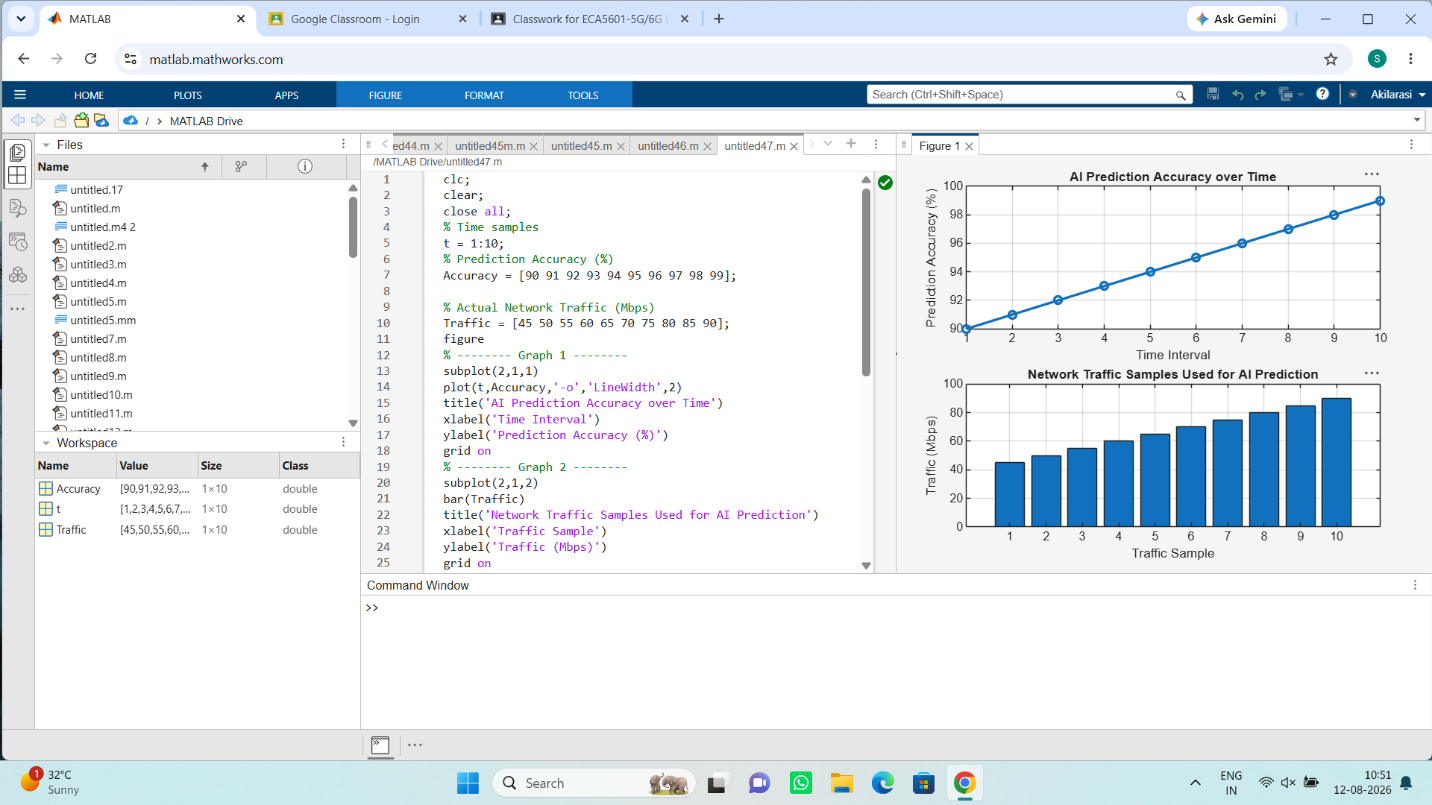 MATLAB
Google Classroom - Login
Classwork for ECA5601-5G/6G
Ask Gemini
matlab.mathworks.com
S
HOME PLOTS APPS FIGURE FORMAT TOOLS
Search (Ctrl+Shift+Space)
Akilarasi
/ > MATLAB Drive
Files
Name
untitled.17
untitled.m
untitled.m4 2
untitled2.m
untitled3.m
untitled4.m
untitled5.m
untitled5.mm
untitled7.m
untitled8.m
untitled9.m
untitled10.m
untitled11.m
Workspace
Name Value Size Class
Accuracy [90,91,92,93,... 1×10 double
t [1,2,3,4,5,6,7,... 1×10 double
Traffic [45,50,55,60,... 1×10 double
ed44.m untitled45m.m untitled45.m untitled46.m untitled47.m
/MATLAB Drive/untitled47.m
1 clc;
2 clear;
3 close all;
4 % Time samples
5 t = 1:10;
6 % Prediction Accuracy (%)
7 Accuracy = [90 91 92 93 94 95 96 97 98 99];
8
9 % Actual Network Traffic (Mbps)
10 Traffic = [45 50 55 60 65 70 75 80 85 90];
11 figure
12 % -------- Graph 1 --------
13 subplot(2,1,1)
14 plot(t,Accuracy,'-o','LineWidth',2)
15 title('AI Prediction Accuracy over Time')
16 xlabel('Time Interval')
17 ylabel('Prediction Accuracy (%)')
18 grid on
19 % -------- Graph 2 --------
20 subplot(2,1,2)
21 bar(Traffic)
22 title('Network Traffic Samples Used for AI Prediction')
23 xlabel('Traffic Sample')
24 ylabel('Traffic (Mbps)')
25 grid on
Figure 1
AI Prediction Accuracy over Time
Prediction Accuracy (%)
100
98
96
94
92
90
1 2 3 4 5 6 7 8 9 10
Time Interval
Network Traffic Samples Used for AI Prediction
Traffic (Mbps)
100
80
60
40
20
0
1 2 3 4 5 6 7 8 9 10
Traffic Sample
Command Window
>>
1
32°C
Sunny
Search
ENG
IN
10:51
12-08-2026